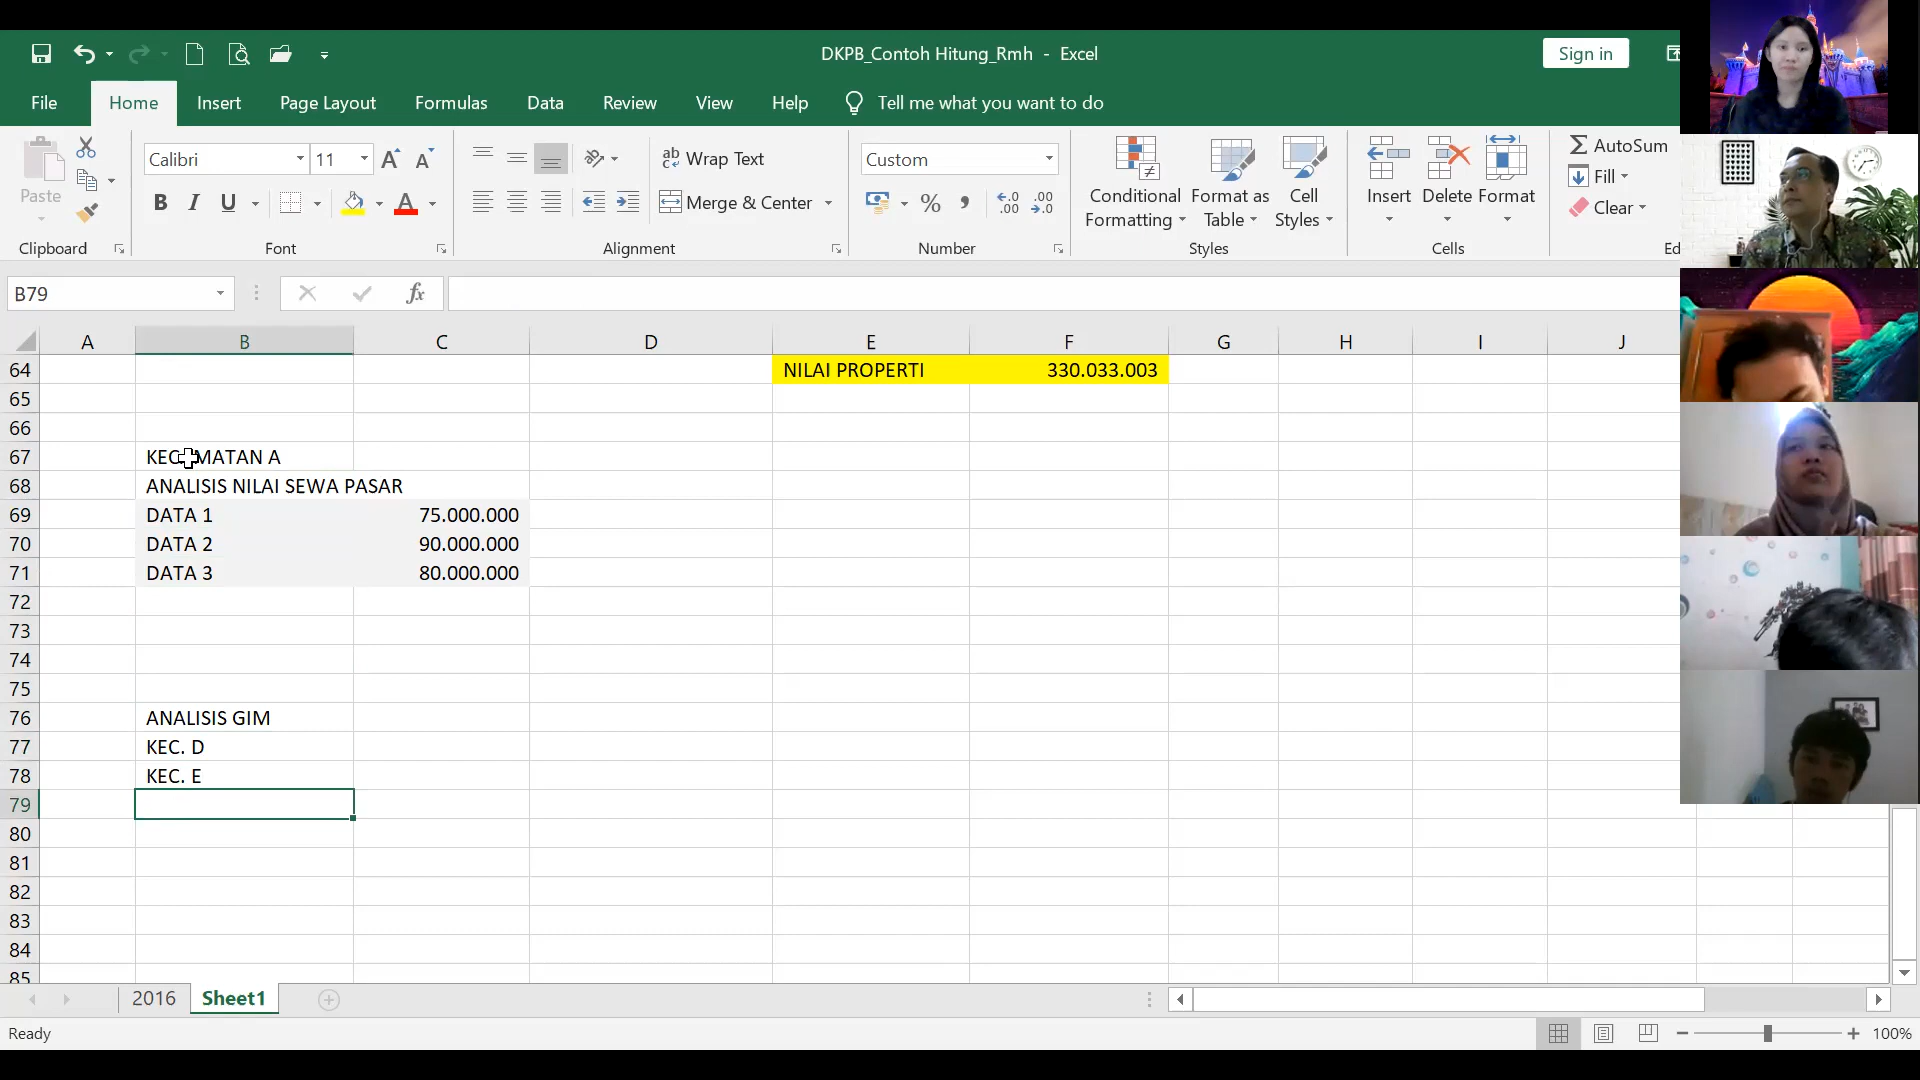 DKPB_Contoh Hitung_Rmh - Excel
Sign in
File Home Insert Page Layout Formulas Data Review View Help Tell me what you want to do
Paste
Clipboard
Calibri 11
B I U
Font
Wrap Text
Merge & Center
Alignment
Custom
Number
Conditional Formatting
Format as Table
Cell Styles
Styles
Insert Delete Format
Cells
AutoSum
Fill
Clear
Ed
B79
fx
A B C D E F G H I J
64 NILAI PROPERTI 330.033.003
65
66
67 KECAMATAN A
68 ANALISIS NILAI SEWA PASAR
69 DATA 1 75.000.000
70 DATA 2 90.000.000
71 DATA 3 80.000.000
72
73
74
75
76 ANALISIS GIM
77 KEC. D
78 KEC. E
79
80
81
82
83
84
85
2016 Sheet1
Ready
100%